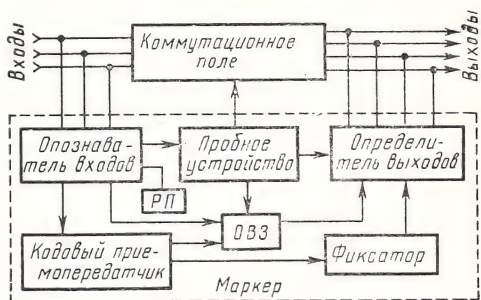 Входы
Коммутационное
поле
Выходы
Опознава-
тель входов
Пробное
устройство
Определи-
тель выходов
РП
ОВЗ
Кодовый прие-
мопередатчик
Фиксатор
Маркер